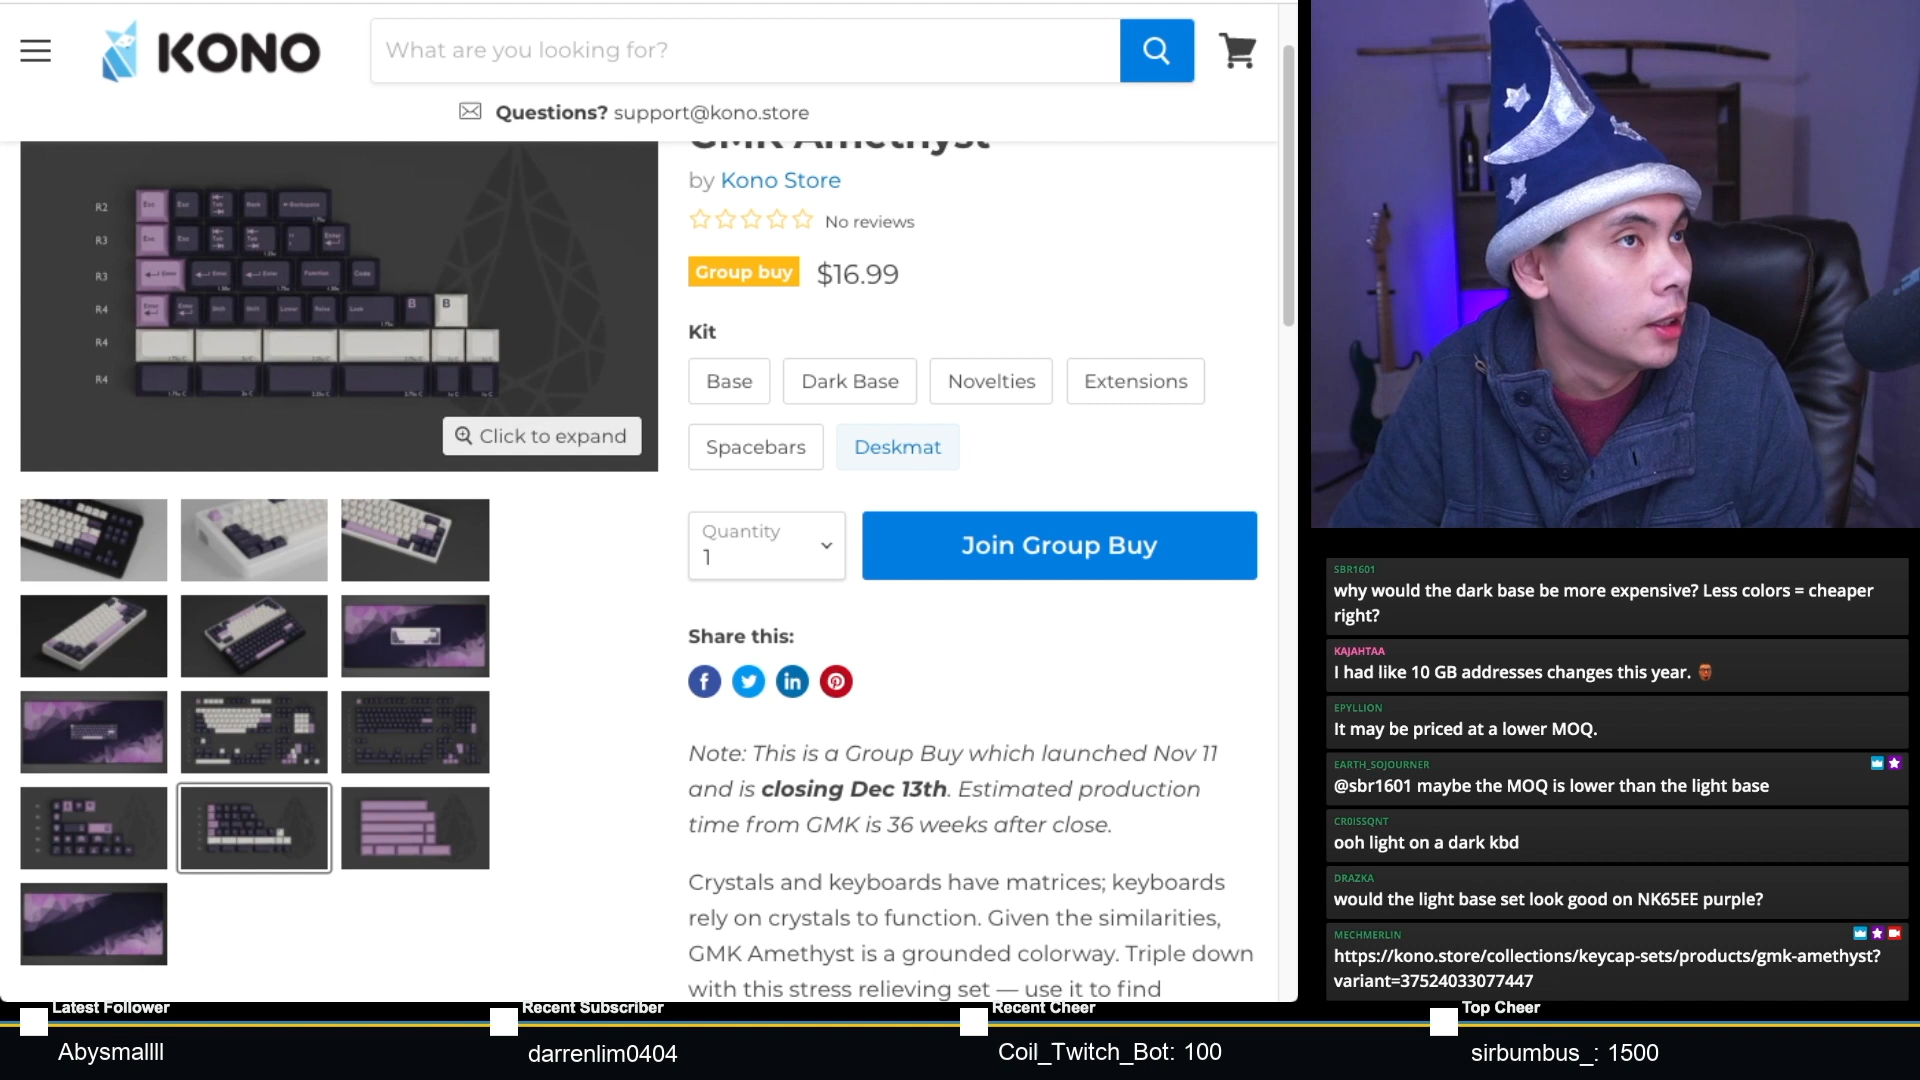 KONO
What are you looking for?
Questions? support@kono.store
GMK Amethyst
by Kono Store
No reviews
Group buy $16.99
Kit
Base Dark Base Novelties Extensions
Spacebars Deskmat
Quantity
1
Join Group Buy
Share this:
Note: This is a Group Buy which launched Nov 11
and is closing Dec 13th. Estimated production
time from GMK is 36 weeks after close.
Crystals and keyboards have matrices; keyboards
rely on crystals to function. Given the similarities,
GMK Amethyst is a grounded colorway. Triple down
with this stress relieving set — use it to find
R2
R3
R3
R4
R4
R4
B B
Click to expand
SBR1601
why would the dark base be more expensive? Less colors = cheaper
right?
KAJAHTAA
I had like 10 GB addresses changes this year.
EPYLLION
It may be priced at a lower MOQ.
EARTH_SOJOURNER
@sbr1601 maybe the MOQ is lower than the light base
CR0ISSQNT
ooh light on a dark kbd
DRAZKA
would the light base set look good on NK65EE purple?
MECHMERLIN
https://kono.store/collections/keycap-sets/products/gmk-amethyst?
variant=37524033077447
Latest Follower
Abysmallll
Recent Subscriber
darrenlim0404
Recent Cheer
Coil_Twitch_Bot: 100
Top Cheer
sirbumbus_: 1500